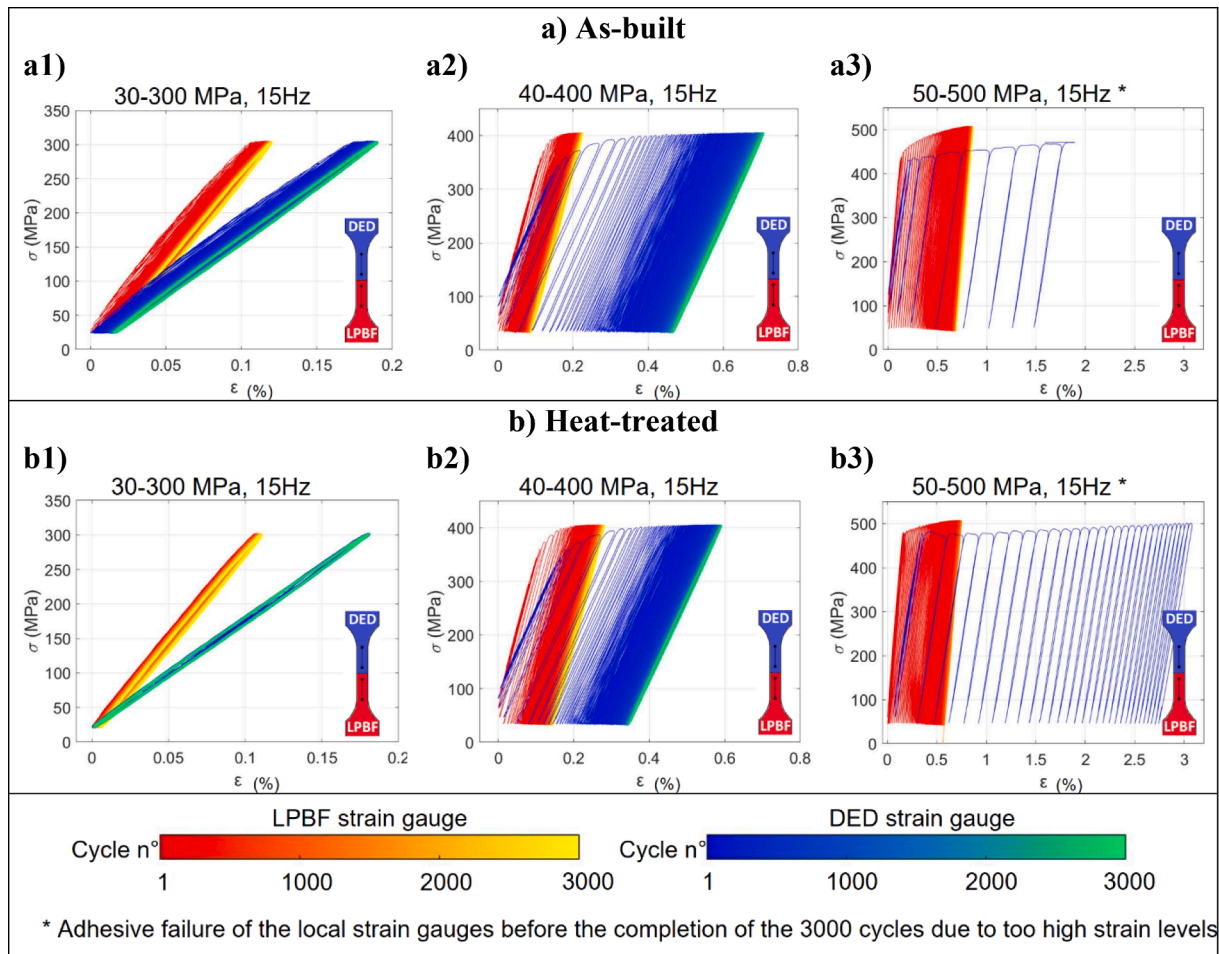 a) As-built
a1) a2) a3)
30-300 MPa, 15Hz 40-400 MPa, 15Hz 50-500 MPa, 15Hz *
σ (MPa) σ (MPa) σ (MPa)
350 300 250 200 150 100 50 0
400 300 200 100 0
500 400 300 200 100 0
DED DED DED
LPBF LPBF LPBF
0 0.05 0.1 0.15 0.2
0 0.2 0.4 0.6 0.8
0 0.5 1 1.5 2 2.5 3
ε (%) ε (%) ε (%)
b) Heat-treated
b1) b2) b3)
30-300 MPa, 15Hz 40-400 MPa, 15Hz 50-500 MPa, 15Hz *
σ (MPa) σ (MPa) σ (MPa)
350 300 250 200 150 100 50 0
400 300 200 100 0
500 400 300 200 100 0
DED DED DED
LPBF LPBF LPBF
0 0.05 0.1 0.15 0.2
0 0.2 0.4 0.6 0.8
0 0.5 1 1.5 2 2.5 3
ε (%) ε (%) ε (%)
LPBF strain gauge DED strain gauge
Cycle n° Cycle n°
1 1000 2000 3000 1 1000 2000 3000
* Adhesive failure of the local strain gauges before the completion of the 3000 cycles due to too high strain levels